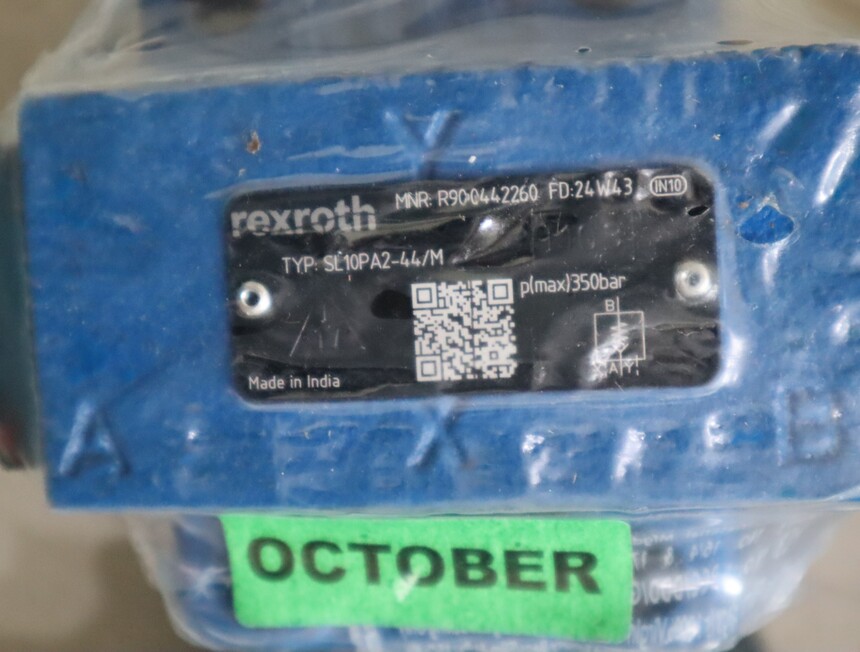 Y
rexroth
MNR: R900442260 FD:24W43 IN10
TYP: SL10PA2-44/M
p(max)350bar
B
X A Y
Made in India
A X B
OCTOBER